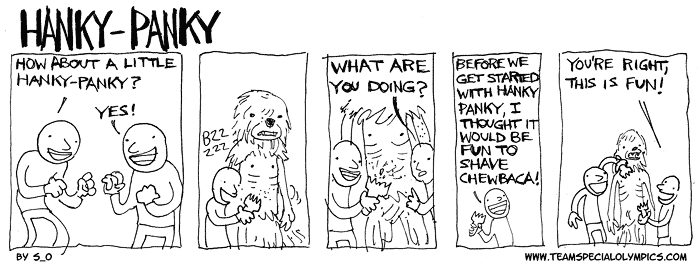 HANKY-PANKY
HOW ABOUT A LITTLE
HANKY-PANKY?
YES!
BZZ
ZZZ
WHAT ARE
YOU DOING?
BEFORE WE
GET STARTED
WITH HANKY
PANKY, I
THOUGHT IT
WOULD BE
FUN TO
SHAVE
CHEWBACA!
YOU'RE RIGHT,
THIS IS FUN!
BY S_O
WWW.TEAMSPECIALOLYMPICS.COM